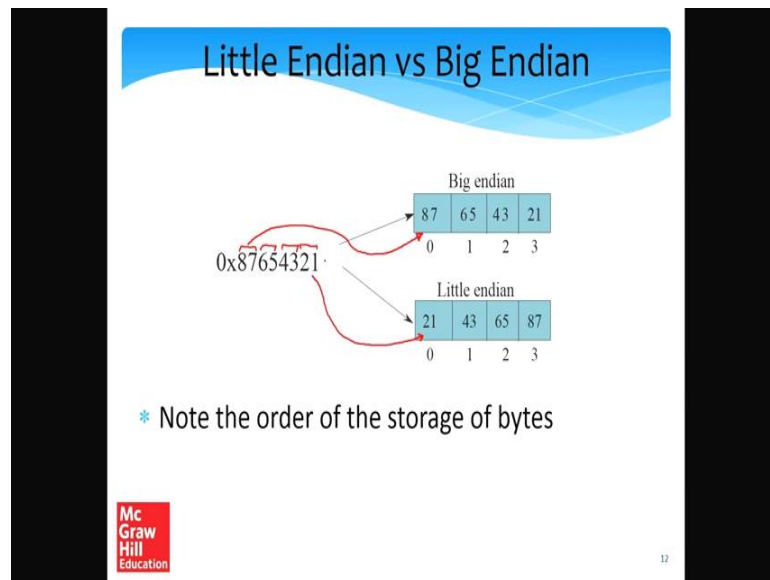 Little Endian vs Big Endian
Big endian
87 65 43 21
0 1 2 3
0x87654321
Little endian
21 43 65 87
0 1 2 3
* Note the order of the storage of bytes
Mc
Graw
Hill
Education
12